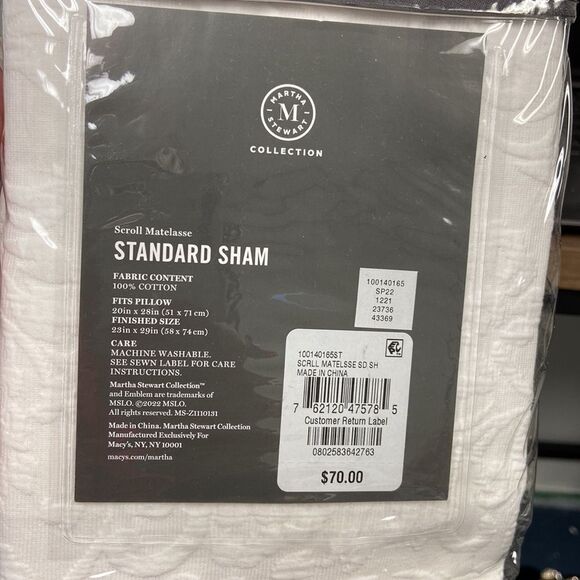 MARTHA
M
STEWART
COLLECTION
Scroll Matelasse
STANDARD SHAM
FABRIC CONTENT
100% COTTON
FITS PILLOW
20in x 28in (51 x 71 cm)
FINISHED SIZE
23in x 29in (58 x 74 cm)
CARE
MACHINE WASHABLE.
SEE SEWN LABEL FOR CARE
INSTRUCTIONS.
Martha Stewart Collection™
and Emblem are trademarks of
MSLO. ©2022 MSLO.
All rights reserved. MS-Z1110131
Made in China. Martha Stewart Collection
Manufactured Exclusively For
Macy's, NY, NY 10001
macys.com/martha
100140165
SP22
1221
23736
43369
100140165ST
SCRLL MATELSSE SD SH
MADE IN CHINA
7 62120 47578 5
Customer Return Label
0802583642763
$70.00